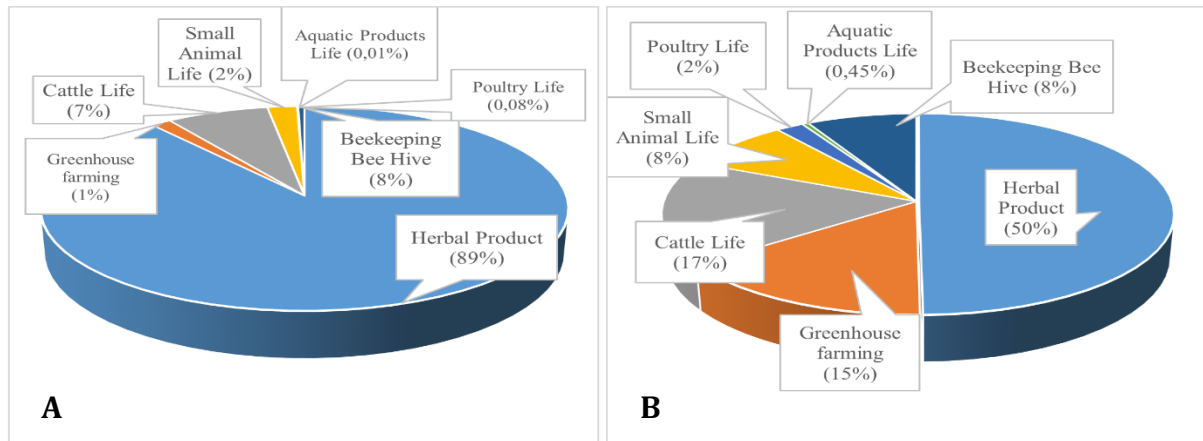 Small
Animal
Life (2%)
Aquatic Products
Life (0,01%)
Cattle Life
(7%)
Poultry Life
(0,08%)
Greenhouse
farming
(1%)
Beekeeping
Bee Hive
(8%)
Herbal Product
(89%)
A
Poultry Life
(2%)
Aquatic
Products Life
(0,45%)
Beekeeping Bee
Hive (8%)
Small
Animal Life
(8%)
Herbal
Product
(50%)
Cattle Life
(17%)
Greenhouse
farming
(15%)
B